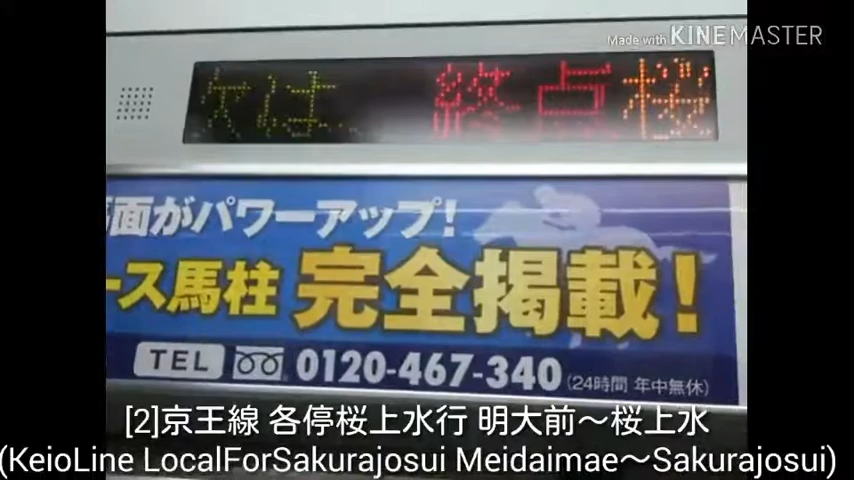 Made with KINEMASTER
次は 終点桜
面がパワーアップ!
ース馬柱 完全掲載!
TEL 0120-467-340 (24時間 年中無休)
[2]京王線 各停桜上水行 明大前〜桜上水
(KeioLine LocalForSakurajosui Meidaimae〜Sakurajosui)